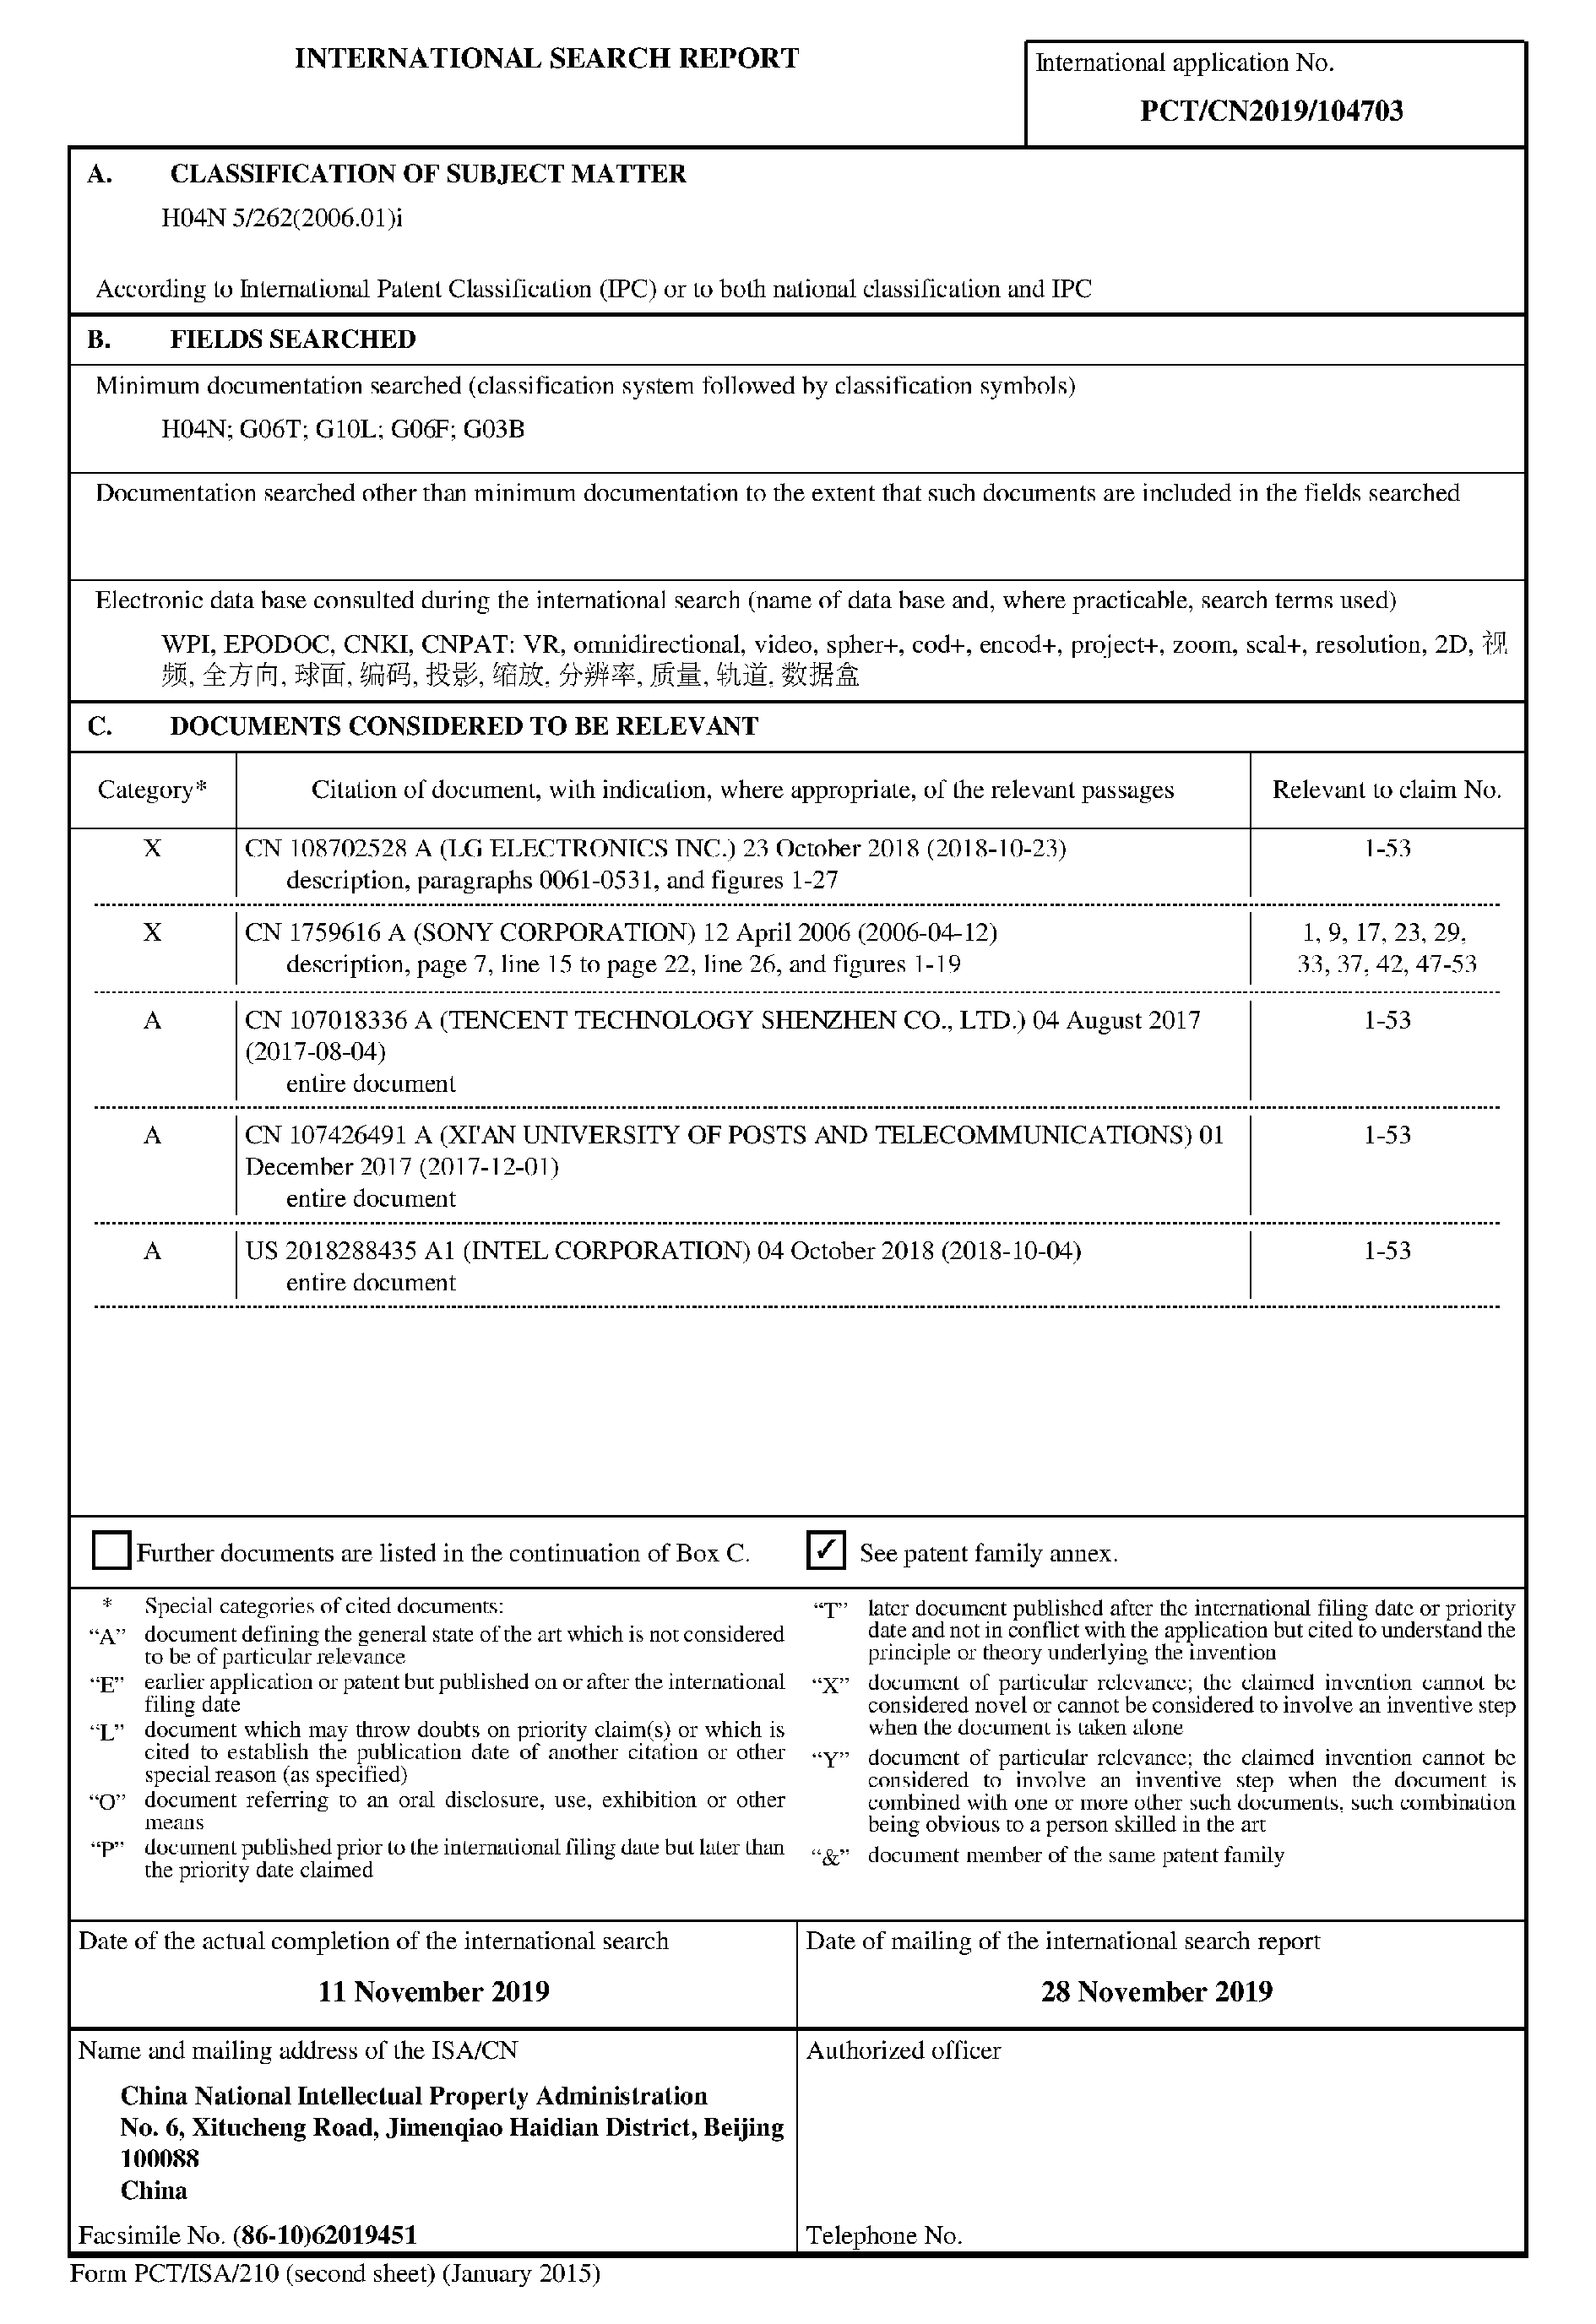 INTERNATIONAL SEARCH REPORT
International application No.
PCT/CN2019/104703
A. CLASSIFICATION OF SUBJECT MATTER
H04N 5/262(2006.01)i
According to International Patent Classification (IPC) or to both national classification and IPC
B. FIELDS SEARCHED
Minimum documentation searched (classification system followed by classification symbols)
H04N; G06T; G10L; G06F; G03B
Documentation searched other than minimum documentation to the extent that such documents are included in the fields searched
Electronic data base consulted during the international search (name of data base and, where practicable, search terms used)
WPI, EPODOC, CNKI, CNPAT: VR, omnidirectional, video, spher+, cod+, encod+, project+, zoom, scal+, resolution, 2D, 视
频, 全方向, 球面, 编码, 投影, 缩放, 分辨率, 质量, 轨道, 数据盒
C. DOCUMENTS CONSIDERED TO BE RELEVANT
Category* Citation of document, with indication, where appropriate, of the relevant passages Relevant to claim No.
X CN 108702528 A (LG ELECTRONICS INC.) 23 October 2018 (2018-10-23) 1-53
description, paragraphs 0061-0531, and figures 1-27
X CN 1759616 A (SONY CORPORATION) 12 April 2006 (2006-04-12) 1, 9, 17, 23, 29,
description, page 7, line 15 to page 22, line 26, and figures 1-19 33, 37, 42, 47-53
A CN 107018336 A (TENCENT TECHNOLOGY SHENZHEN CO., LTD.) 04 August 2017 1-53
(2017-08-04)
entire document
A CN 107426491 A (XI'AN UNIVERSITY OF POSTS AND TELECOMMUNICATIONS) 01 1-53
December 2017 (2017-12-01)
entire document
A US 2018288435 A1 (INTEL CORPORATION) 04 October 2018 (2018-10-04) 1-53
entire document
Further documents are listed in the continuation of Box C. ✓ See patent family annex.
* Special categories of cited documents:
“A” document defining the general state of the art which is not considered
to be of particular relevance
“E” earlier application or patent but published on or after the international
filing date
“L” document which may throw doubts on priority claim(s) or which is
cited to establish the publication date of another citation or other
special reason (as specified)
“O” document referring to an oral disclosure, use, exhibition or other
means
“P” document published prior to the international filing date but later than
the priority date claimed
“T” later document published after the international filing date or priority
date and not in conflict with the application but cited to understand the
principle or theory underlying the invention
“X” document of particular relevance; the claimed invention cannot be
considered novel or cannot be considered to involve an inventive step
when the document is taken alone
“Y” document of particular relevance; the claimed invention cannot be
considered to involve an inventive step when the document is
combined with one or more other such documents, such combination
being obvious to a person skilled in the art
“&” document member of the same patent family
Date of the actual completion of the international search
11 November 2019
Date of mailing of the international search report
28 November 2019
Name and mailing address of the ISA/CN
China National Intellectual Property Administration
No. 6, Xitucheng Road, Jimenqiao Haidian District, Beijing
100088
China
Facsimile No. (86-10)62019451
Authorized officer
Telephone No.
Form PCT/ISA/210 (second sheet) (January 2015)